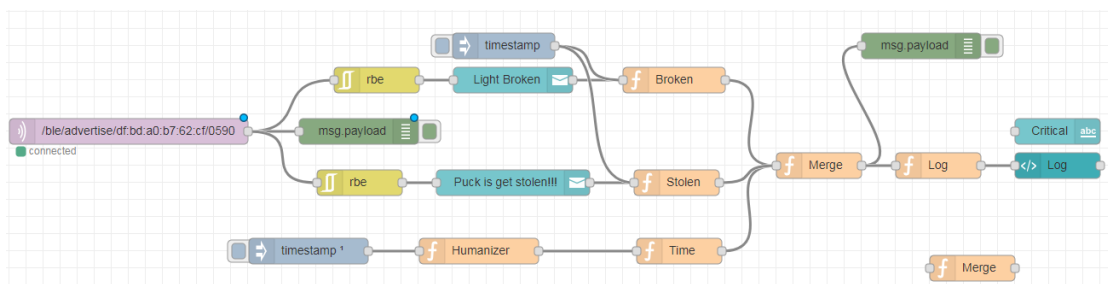 timestamp
msg.payload
rbe
Light Broken
Broken
/ble/advertise/df:bd:a0:b7:62:cf/0590
connected
msg.payload
Critical
abc
Merge
Log
Log
rbe
Puck is get stolen!!!
Stolen
timestamp ¹
Humanizer
Time
Merge